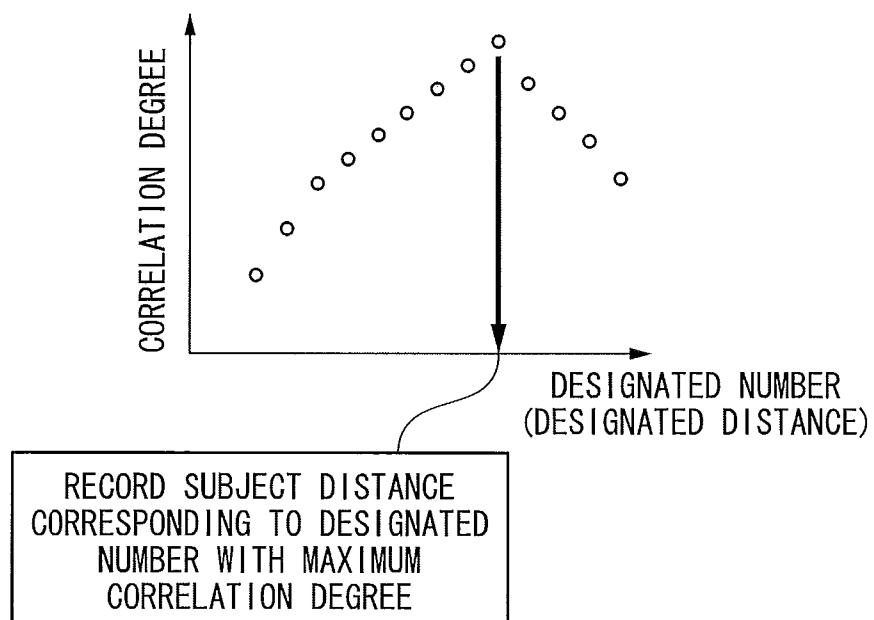 CORRELATION DEGREE
DESIGNATED NUMBER
(DESIGNATED DISTANCE)
RECORD SUBJECT DISTANCE
CORRESPONDING TO DESIGNATED
NUMBER WITH MAXIMUM
CORRELATION DEGREE